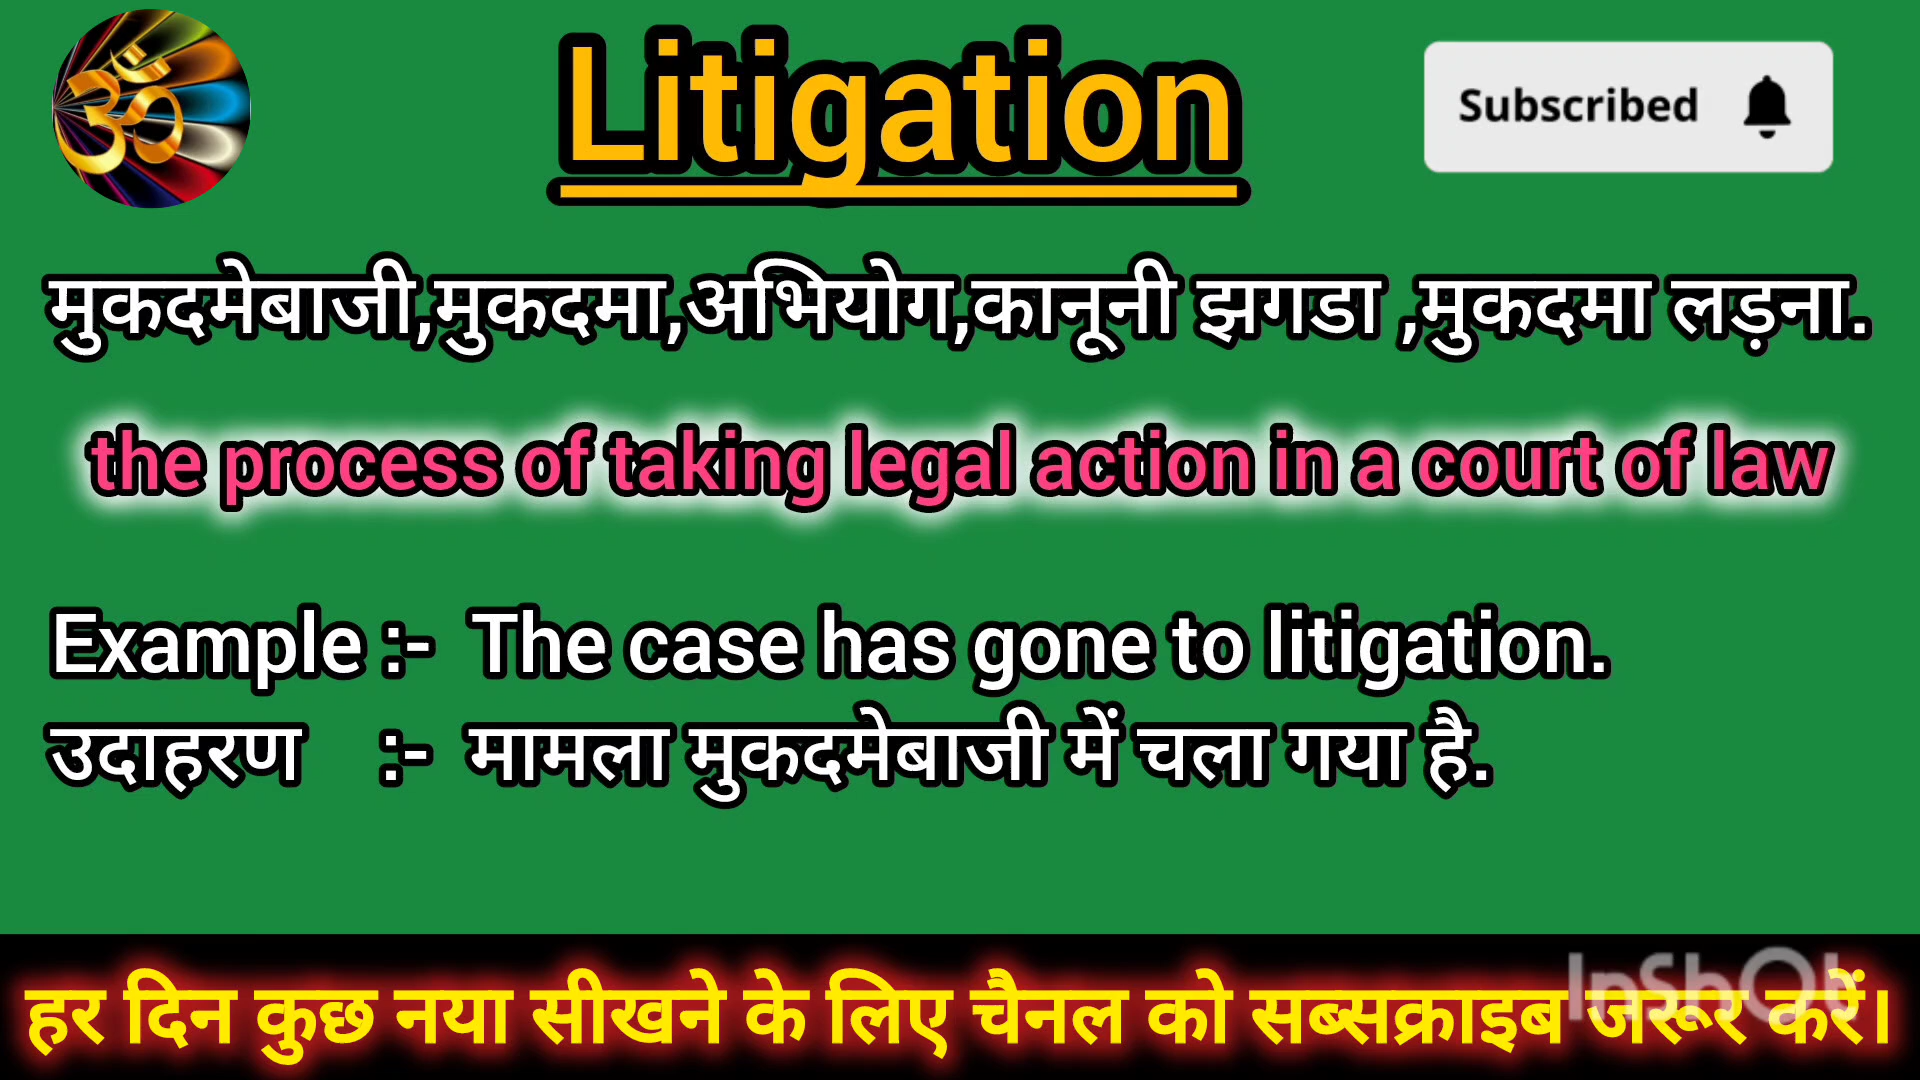 Litigation
Subscribed
मुकदमेबाजी,मुकदमा,अभियोग,कानूनी झगडा ,मुकदमा लड़ना.
the process of taking legal action in a court of law
Example :- The case has gone to litigation.
उदाहरण :- मामला मुकदमेबाजी में चला गया है.
हर दिन कुछ नया सीखने के लिए चैनल को सब्सक्राइब जरूर करें।
InShOt
ॐ